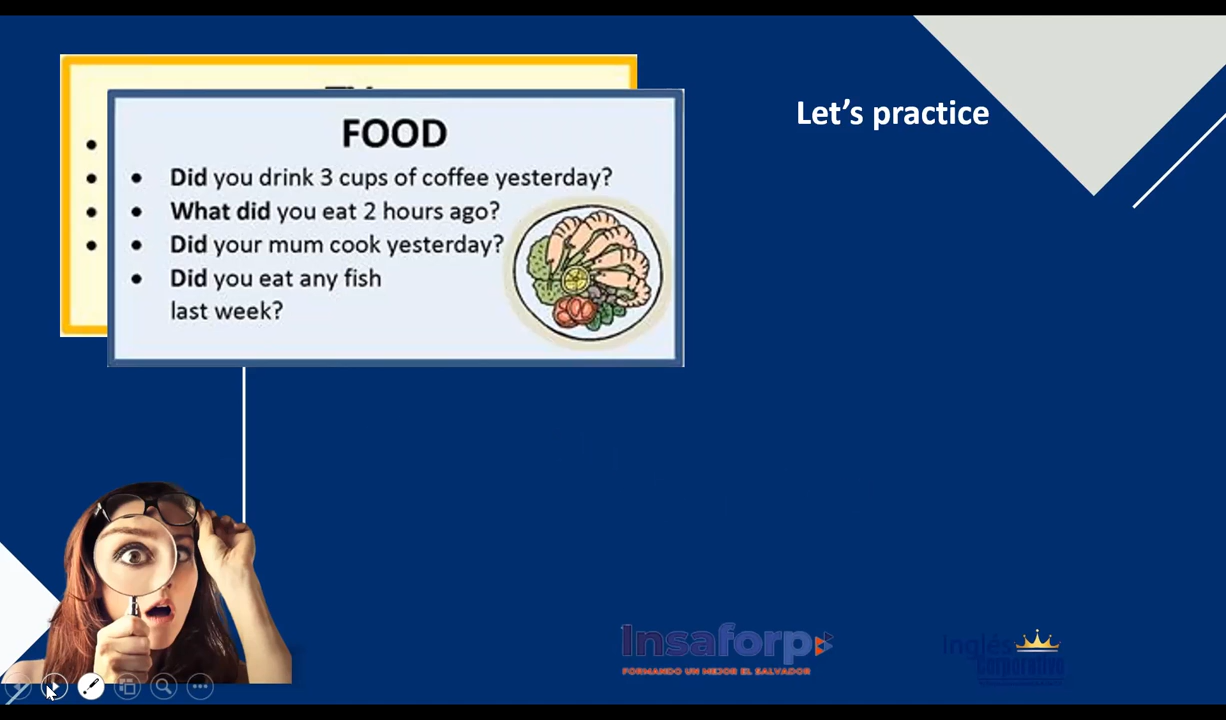 Let's practice
FOOD
• Did you drink 3 cups of coffee yesterday?
• What did you eat 2 hours ago?
• Did your mum cook yesterday?
• Did you eat any fish
last week?
Insaforp
FORMANDO UN MEJOR EL SALVADOR
Inglés
Corporativo